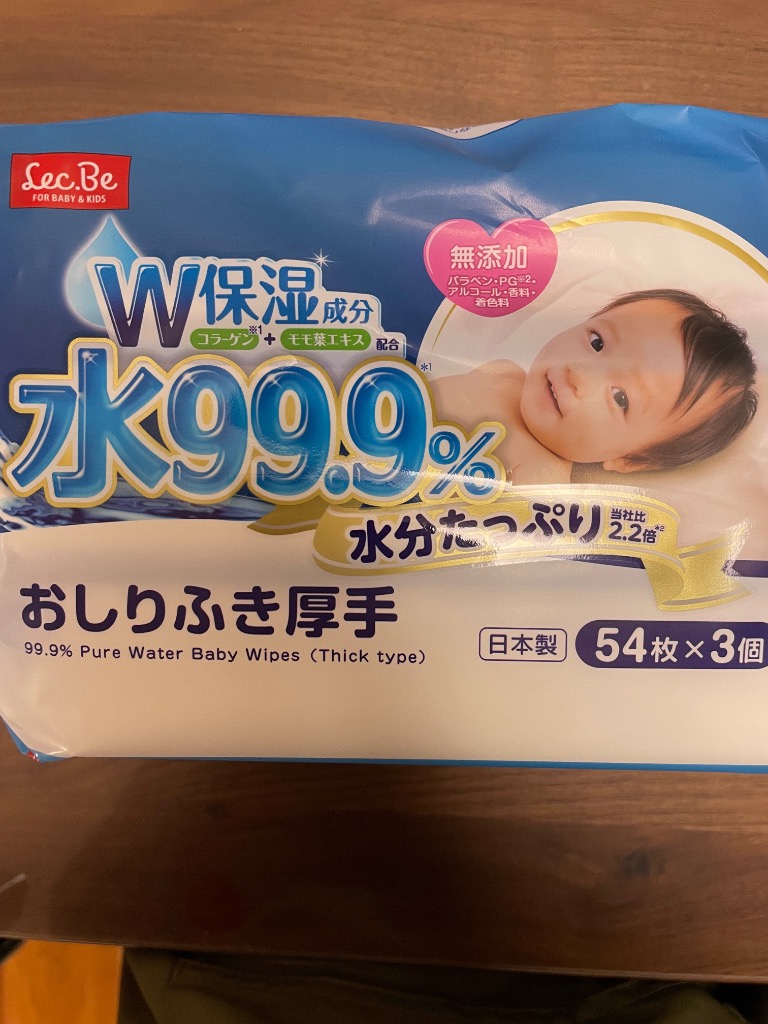 Lec.Be
FOR BABY & KIDS
無添加
パラベン・PG※2・
アルコール・香料・
着色料
W保湿成分
コラーゲン※1+モモ葉エキス配合
水99.9%*1
水分たっぷり当社比2.2倍*2
おしりふき厚手
99.9% Pure Water Baby Wipes (Thick type)
日本製
54枚×3個